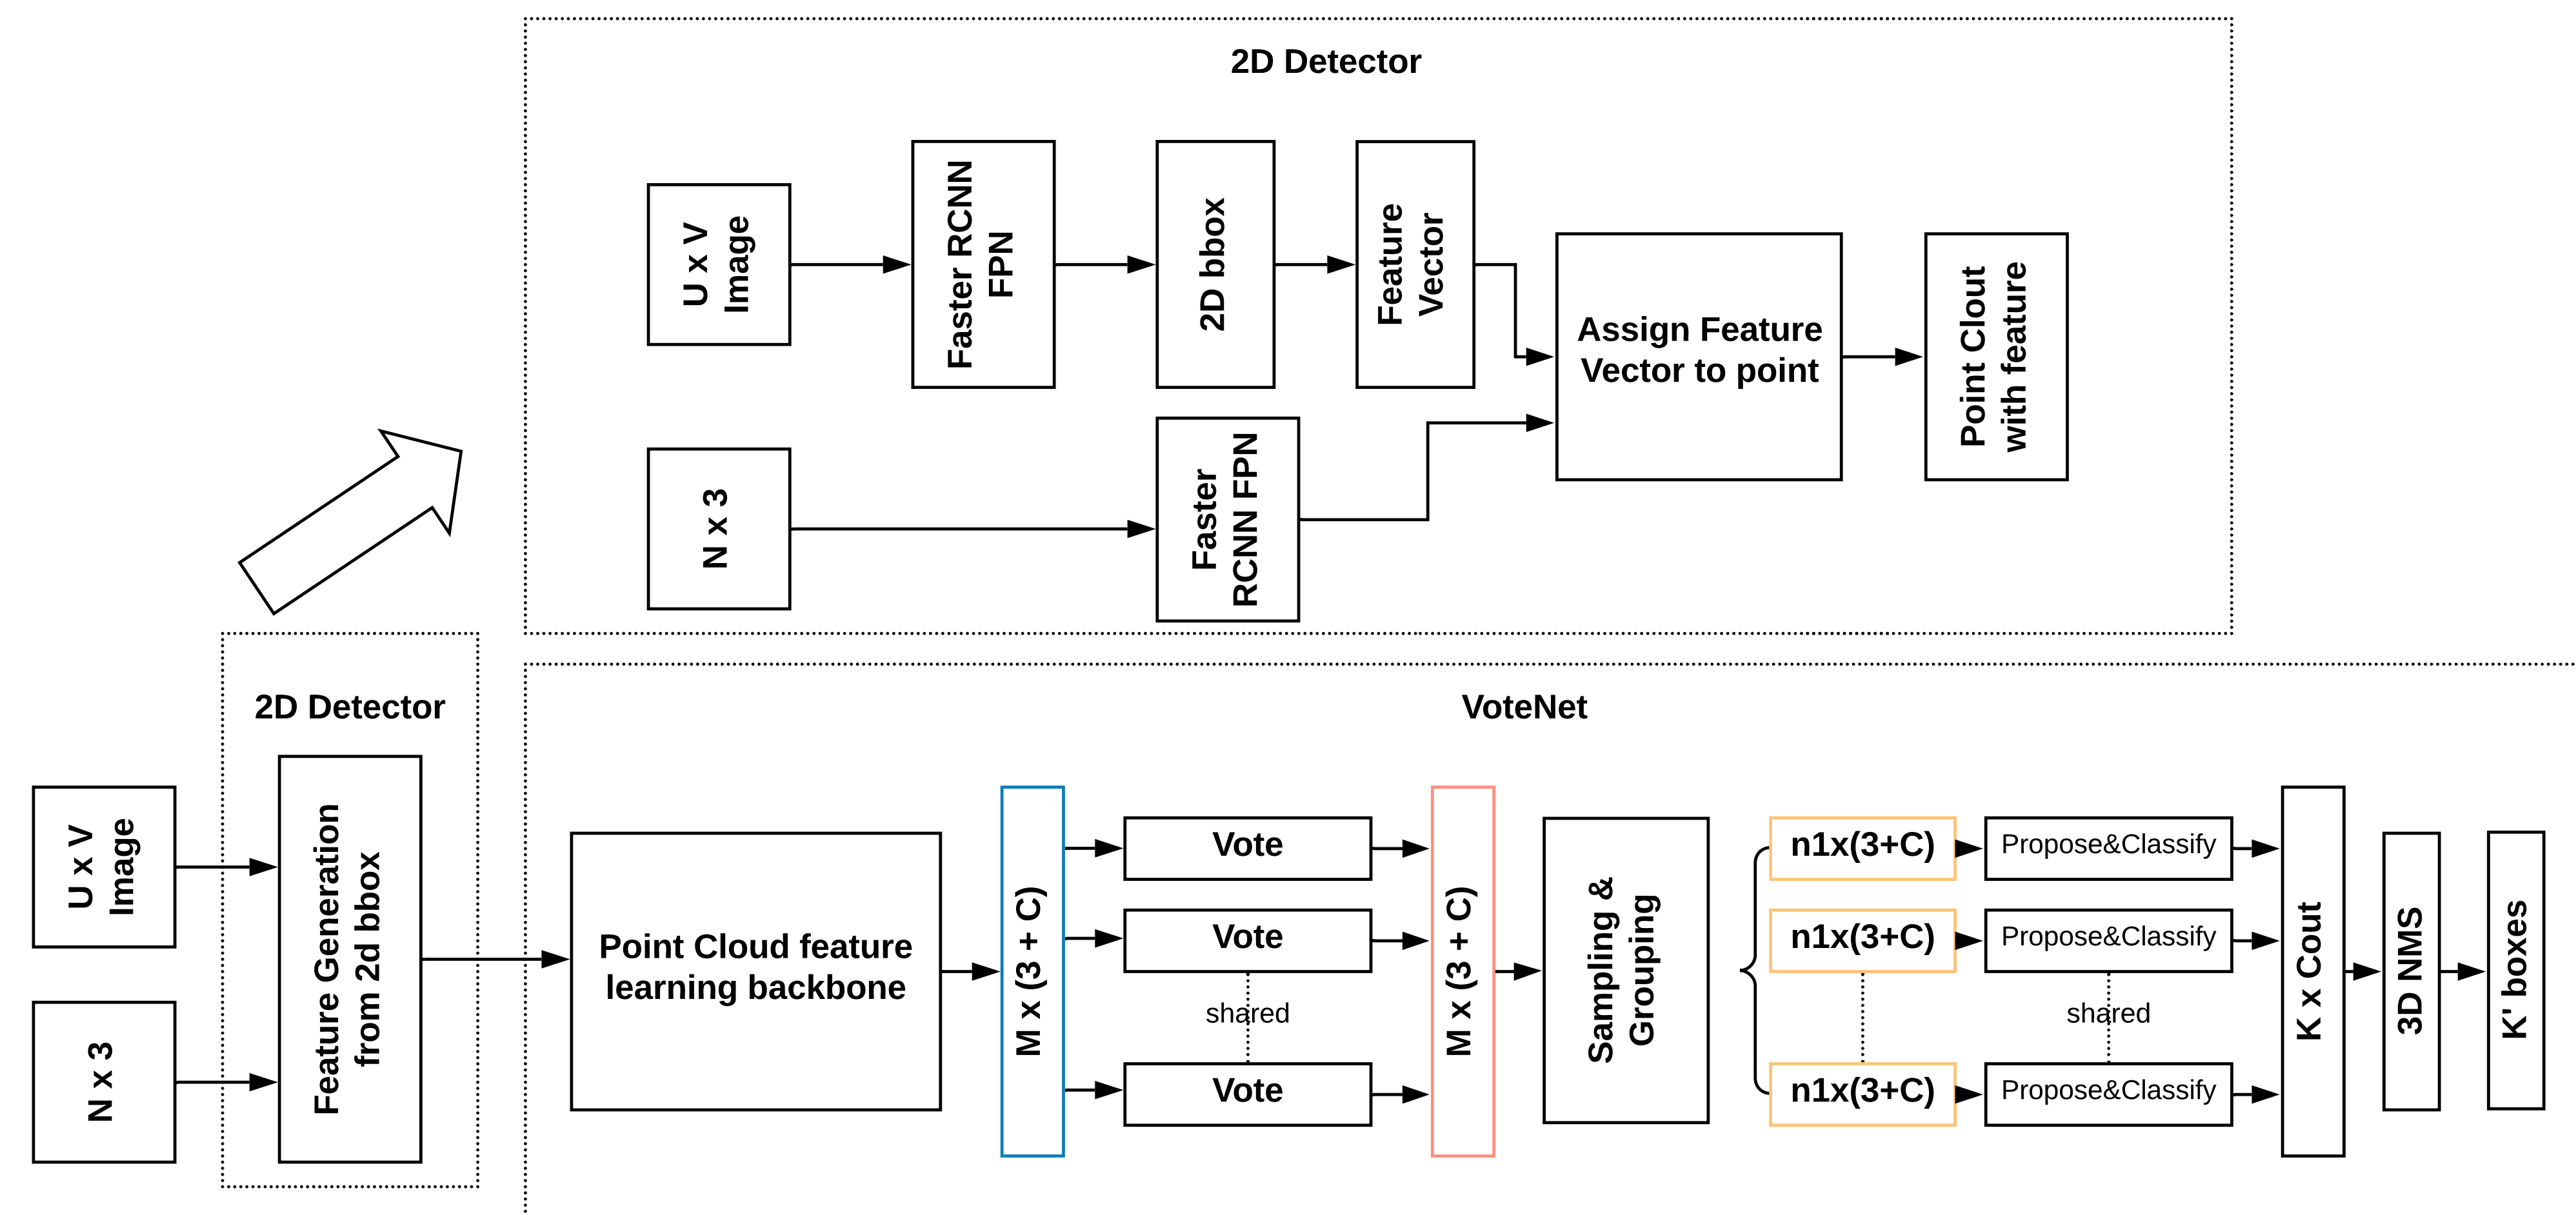 2D Detector
U x V
Image
Faster RCNN
FPN
2D bbox
Feature
Vector
Assign Feature
Vector to point
Point Clout
with feature
N x 3
Faster
RCNN FPN
2D Detector
U x V
Image
N x 3
Feature Generation
from 2d bbox
VoteNet
Point Cloud feature
learning backbone
M x (3 + C)
Vote
Vote
shared
Vote
M x (3 + C)
Sampling &
Grouping
n1x(3+C)
n1x(3+C)
n1x(3+C)
Propose&Classify
Propose&Classify
shared
Propose&Classify
K x Cout
3D NMS
K' boxes